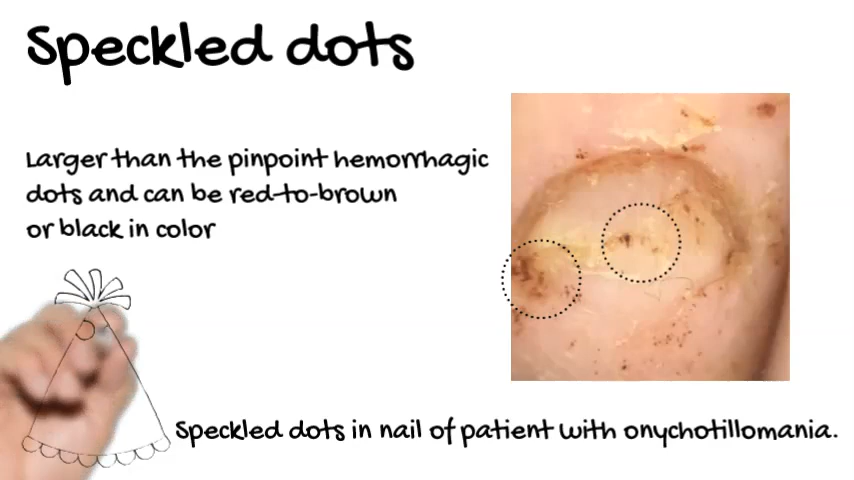 Speckled dots
Larger than the pinpoint hemorrhagic
dots and can be red-to-brown
or black in color
Speckled dots in nail of patient with onychotillomania.